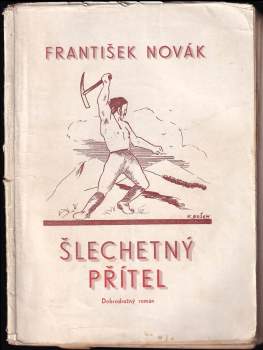 FRANTIŠEK NOVÁK
ŠLECHETNÝ
PŘÍTEL
Dobrodružný román